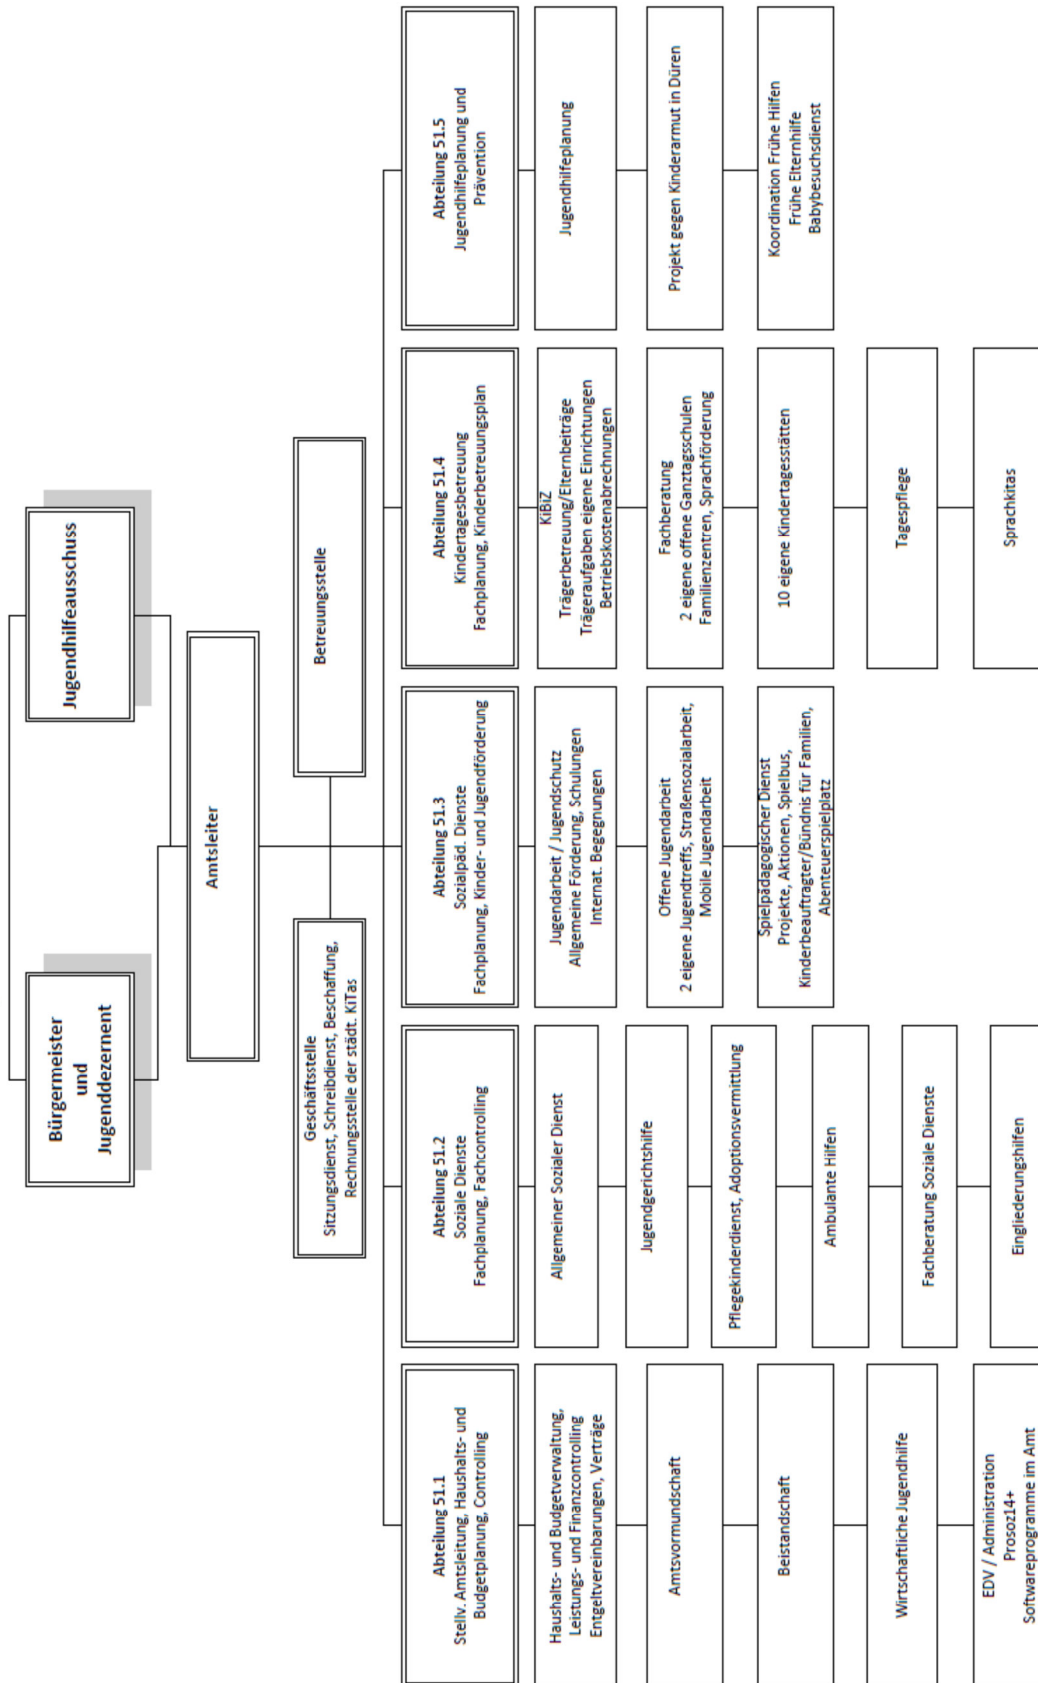 Bürgermeister
und
Jugenddezernent
Jugendhilfeausschuss
Amtsleiter
Geschäftsstelle
Sitzungsdienst, Schreibdienst, Beschaffung,
Rechnungsstelle der städt. KiTas
Betreuungsstelle
Abteilung 51.1
Stellv. Amtsleitung, Haushalts- und
Budgetplanung, Controlling
Haushalts- und Budgetverwaltung,
Leistungs- und Finanzcontrolling
Entgeltvereinbarungen, Verträge
Amtsvormundschaft
Beistandschaft
Wirtschaftliche Jugendhilfe
EDV / Administration
Prosoz14+
Softwareprogramme im Amt
Abteilung 51.2
Soziale Dienste
Fachplanung, Fachcontrolling
Allgemeiner Sozialer Dienst
Jugendgerichtshilfe
Pflegekinderdienst, Adoptionsvermittlung
Ambulante Hilfen
Fachberatung Soziale Dienste
Eingliederungshilfen
Abteilung 51.3
Sozialpäd. Dienste
Fachplanung, Kinder- und Jugendförderung
Jugendarbeit / Jugendschutz
Allgemeine Förderung, Schulungen
Internat. Begegnungen
Offene Jugendarbeit
2 eigene Jugendtreffs, Straßensozialarbeit,
Mobile Jugendarbeit
Spielpädagogischer Dienst
Projekte, Aktionen, Spielbus,
Kinderbeauftragter/Bündnis für Familien,
Abenteuerspielplatz
Abteilung 51.4
Kindertagesbetreuung
Fachplanung, Kinderbetreuungsplan
KiBiZ
Trägerbetreuung/Elternbeiträge
Trägeraufgaben eigene Einrichtungen
Betriebskostenabrechnungen
Fachberatung
2 eigene offene Ganztagsschulen
Familienzentren, Sprachförderung
10 eigene Kindertagesstätten
Tagespflege
Sprachkitas
Abteilung 51.5
Jugendhilfeplanung und
Prävention
Jugendhilfeplanung
Projekt gegen Kinderarmut in Düren
Koordination Frühe Hilfen
Frühe Elternhilfe
Babybesuchsdienst